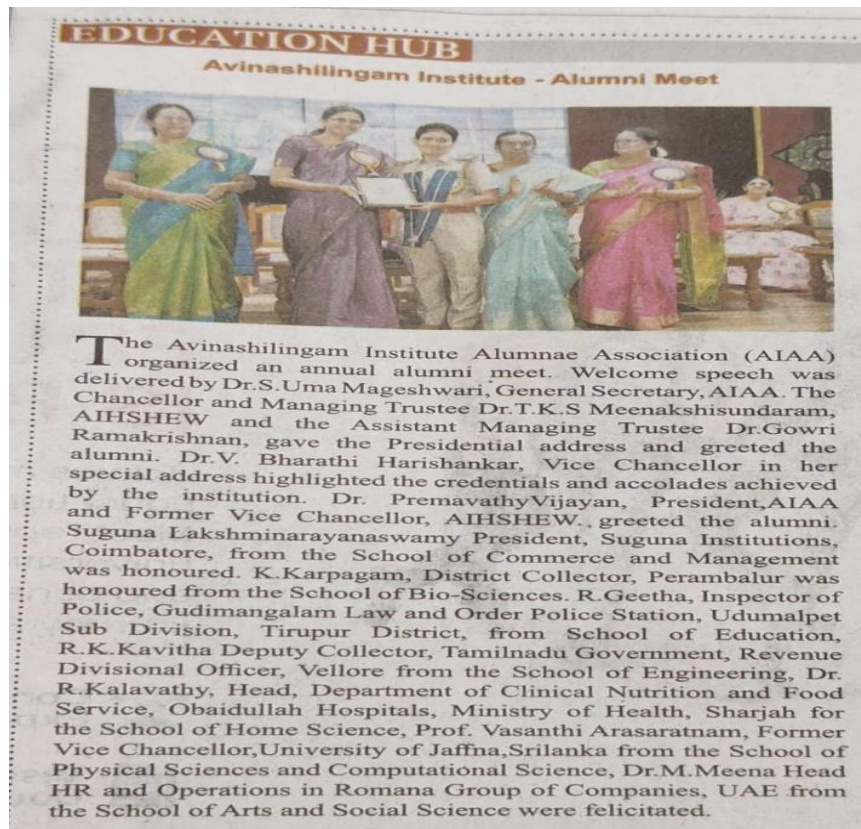 EDUCATION HUB
Avinashilingam Institute - Alumni Meet
The Avinashilingam Institute Alumnae Association (AIAA)
organized an annual alumni meet. Welcome speech was
delivered by Dr.S.Uma Mageshwari, General Secretary, AIAA. The
Chancellor and Managing Trustee Dr.T.K.S Meenakshisundaram,
AIHSHEW and the Assistant Managing Trustee Dr.Gowri
Ramakrishnan, gave the Presidential address and greeted the
alumni. Dr.V. Bharathi Harishankar, Vice Chancellor in her
special address highlighted the credentials and accolades achieved
by the institution. Dr. PremavathyVijayan, President,AIAA
and Former Vice Chancellor, AIHSHEW. greeted the alumni.
Suguna Lakshminarayanaswamy President, Suguna Institutions,
Coimbatore, from the School of Commerce and Management
was honoured. K.Karpagam, District Collector, Perambalur was
honoured from the School of Bio-Sciences. R.Geetha, Inspector of
Police, Gudimangalam Law and Order Police Station, Udumalpet
Sub Division, Tirupur District, from School of Education,
R.K.Kavitha Deputy Collector, Tamilnadu Government, Revenue
Divisional Officer, Vellore from the School of Engineering, Dr.
R.Kalavathy, Head, Department of Clinical Nutrition and Food
Service, Obaidullah Hospitals, Ministry of Health, Sharjah for
the School of Home Science, Prof. Vasanthi Arasaratnam, Former
Vice Chancellor,University of Jaffna,Srilanka from the School of
Physical Sciences and Computational Science, Dr.M.Meena Head
HR and Operations in Romana Group of Companies, UAE from
the School of Arts and Social Science were felicitated.